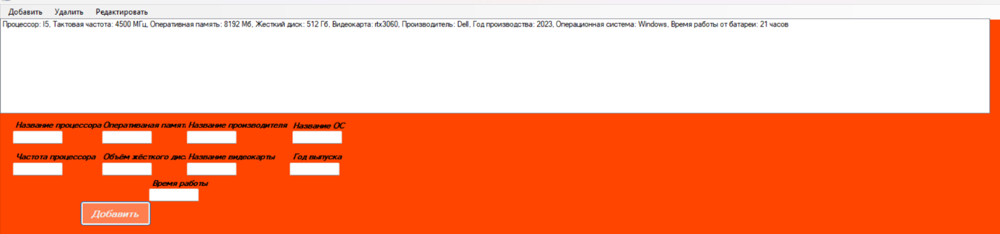 Добавить Удалить Редактировать
Процессор: I5, Тактовая частота: 4500 МГц, Оперативная память: 8192 Мб, Жесткий диск: 512 Гб, Видеокарта: rtx3060, Производитель: Dell, Год производства: 2023, Операционная система: Windows, Время работы от батареи: 21 часов
Название процессора Оперативаная памят Название производителя Название ОС
Частота процессора Объём жёсткого дис Название видеокарты Год выпуска
Время работы
Добавить